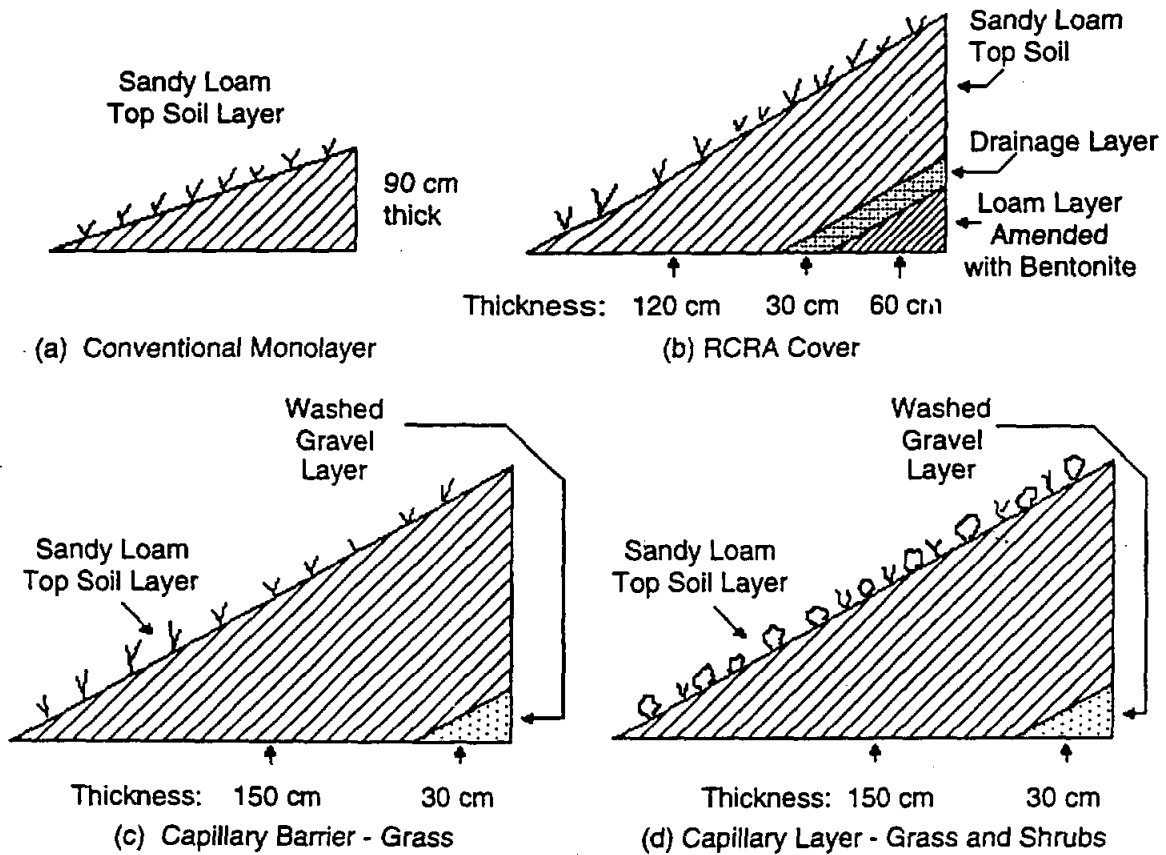 Sandy Loam
Top Soil Layer
90 cm
thick
(a) Conventional Monolayer
Sandy Loam
Top Soil
Drainage Layer
Loam Layer
Amended
with Bentonite
Thickness: 120 cm 30 cm 60 cm
(b) RCRA Cover
Washed
Gravel
Layer
Sandy Loam
Top Soil Layer
Thickness: 150 cm 30 cm
(c) Capillary Barrier - Grass
Washed
Gravel
Layer
Sandy Loam
Top Soil Layer
Thickness: 150 cm 30 cm
(d) Capillary Layer - Grass and Shrubs